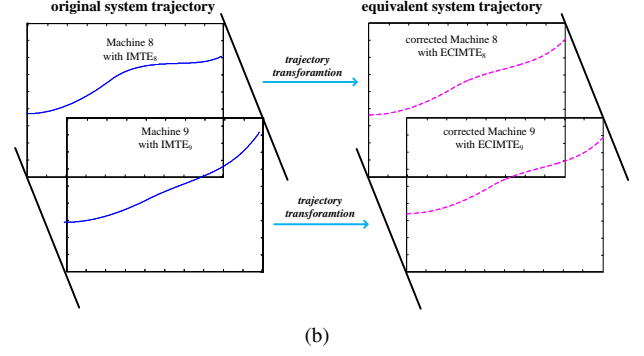 original system trajectory
equivalent system trajectory
Machine 8
with IMTE₈
trajectory
transforamtion
corrected Machine 8
with ECIMTE₈
Machine 9
with IMTE₉
trajectory
transforamtion
corrected Machine 9
with ECIMTE₉
(b)